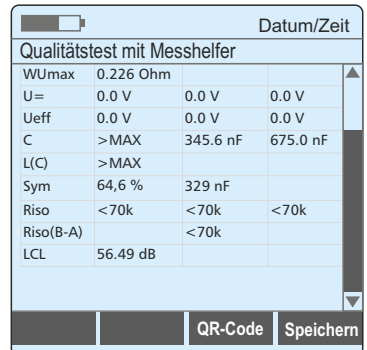 Datum/Zeit
Qualitätstest mit Messhelfer
WUmax 0.226 Ohm
U= 0.0 V 0.0 V 0.0 V
Ueff 0.0 V 0.0 V 0.0 V
C >MAX 345.6 nF 675.0 nF
L(C) >MAX
Sym 64,6 % 329 nF
Riso <70k <70k <70k
Riso(B-A) <70k
LCL 56.49 dB
QR-Code Speichern